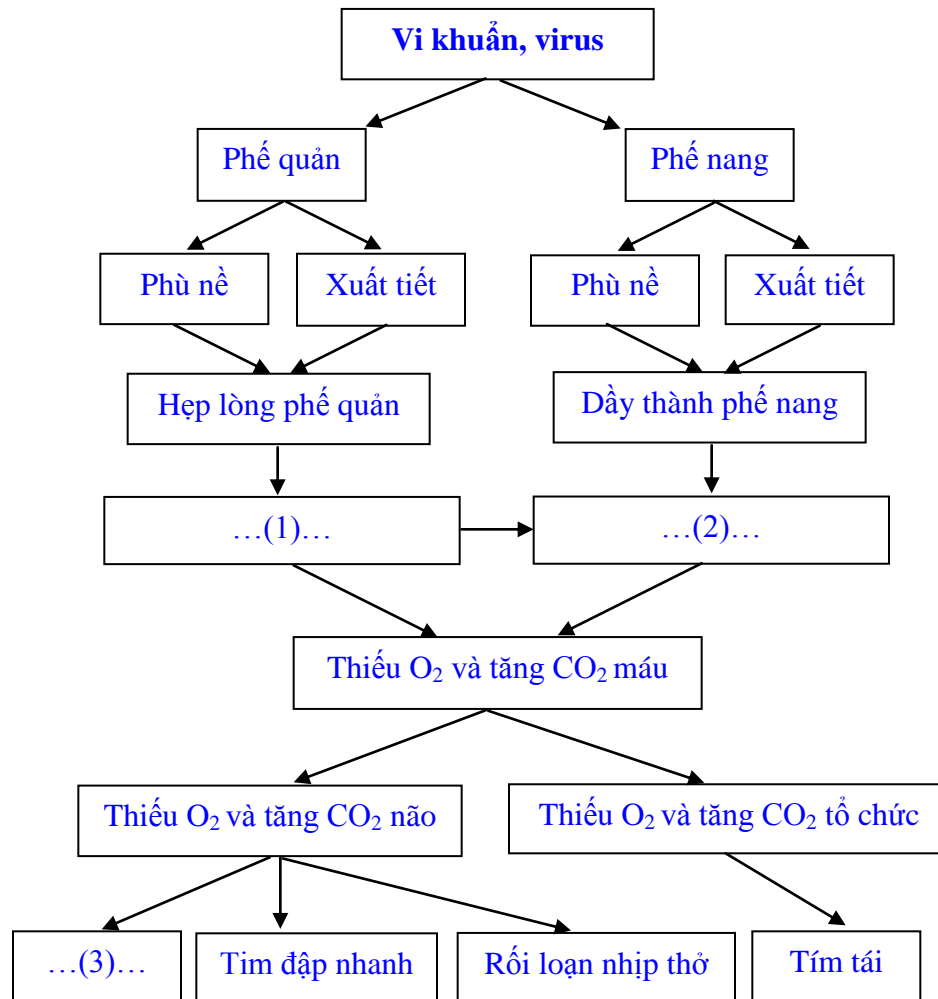 Vi khuẩn, virus
Phế quản
Phế nang
Phù nề
Xuất tiết
Phù nề
Xuất tiết
Hẹp lòng phế quản
Dầy thành phế nang
…(1)…
…(2)…
Thiếu O₂ và tăng CO₂ máu
Thiếu O₂ và tăng CO₂ não
Thiếu O₂ và tăng CO₂ tổ chức
…(3)…
Tim đập nhanh
Rối loạn nhịp thở
Tím tái